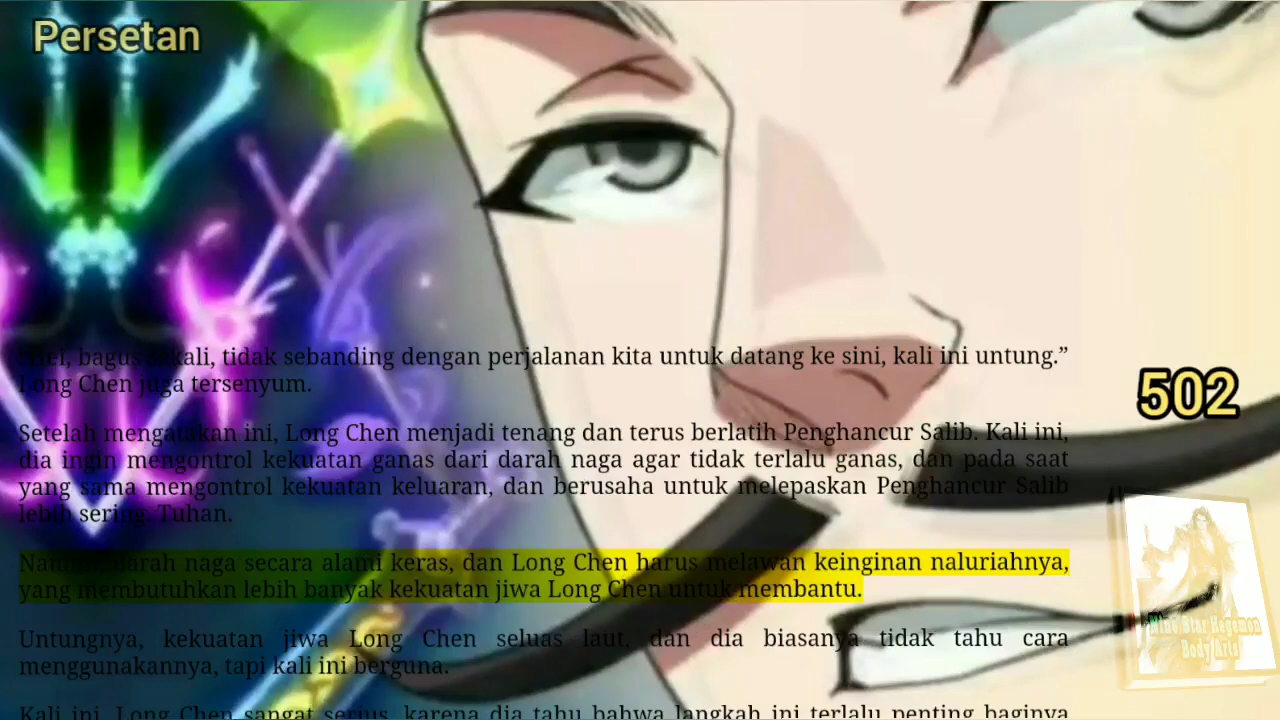 Persetan
“Hei, bagus sekali, tidak sebanding dengan perjalanan kita untuk datang ke sini, kali ini untung.”
Long Chen juga tersenyum.
Setelah mengatakan ini, Long Chen menjadi tenang dan terus berlatih Penghancur Salib. Kali ini,
dia ingin mengontrol kekuatan ganas dari darah naga agar tidak terlalu ganas, dan pada saat
yang sama mengontrol kekuatan keluaran, dan berusaha untuk melepaskan Penghancur Salib
lebih sering. Tuhan.
Namun, darah naga secara alami keras, dan Long Chen harus melawan keinginan naluriahnya,
yang membutuhkan lebih banyak kekuatan jiwa Long Chen untuk membantu.
Untungnya, kekuatan jiwa Long Chen seluas laut, dan dia biasanya tidak tahu cara
menggunakannya, tapi kali ini berguna.
Kali ini, Long Chen sangat serius, karena dia tahu bahwa langkah ini terlalu penting baginya
502
Nine Star Hegemon
Body Arts